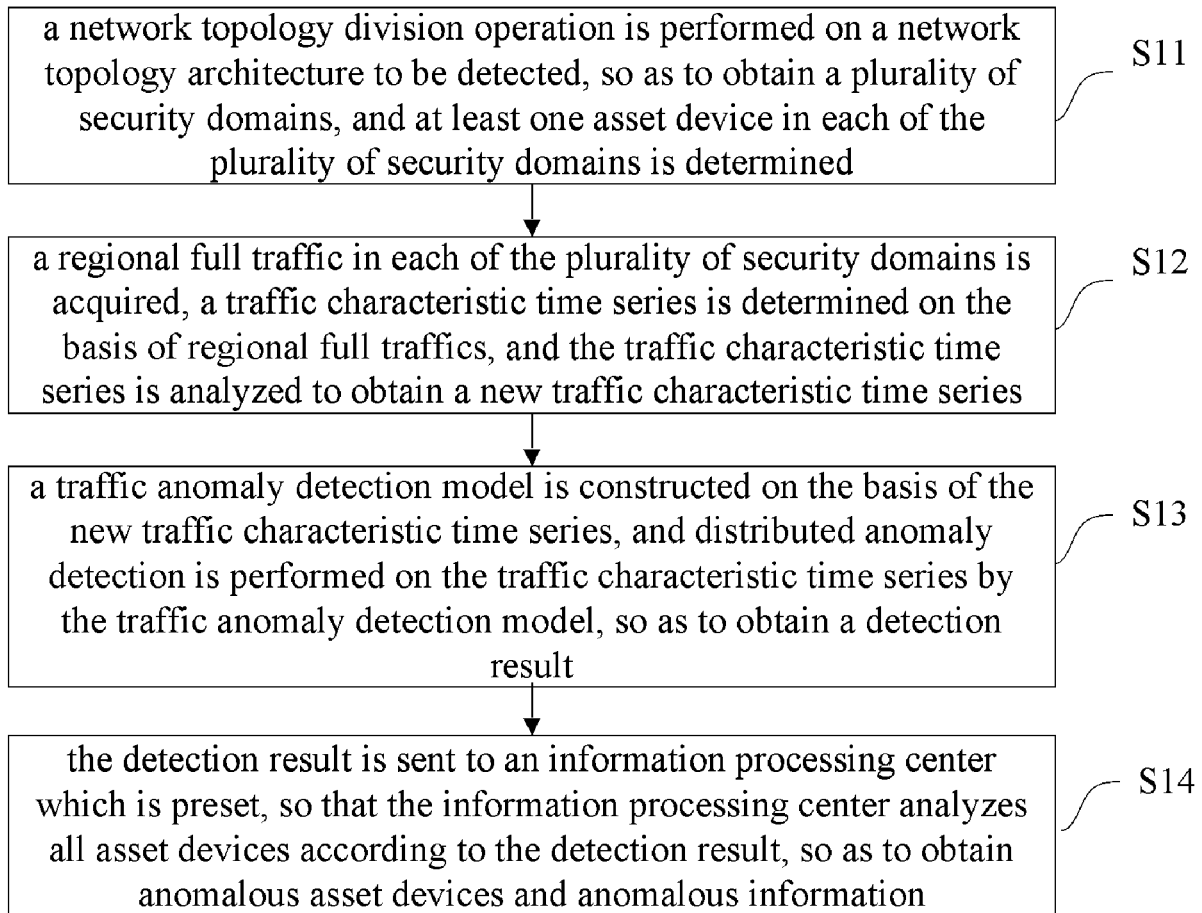 a network topology division operation is performed on a network
topology architecture to be detected, so as to obtain a plurality of
security domains, and at least one asset device in each of the
plurality of security domains is determined
S11
a regional full traffic in each of the plurality of security domains is
acquired, a traffic characteristic time series is determined on the
basis of regional full traffics, and the traffic characteristic time
series is analyzed to obtain a new traffic characteristic time series
S12
a traffic anomaly detection model is constructed on the basis of the
new traffic characteristic time series, and distributed anomaly
detection is performed on the traffic characteristic time series by
the traffic anomaly detection model, so as to obtain a detection
result
S13
the detection result is sent to an information processing center
which is preset, so that the information processing center analyzes
all asset devices according to the detection result, so as to obtain
anomalous asset devices and anomalous information
S14